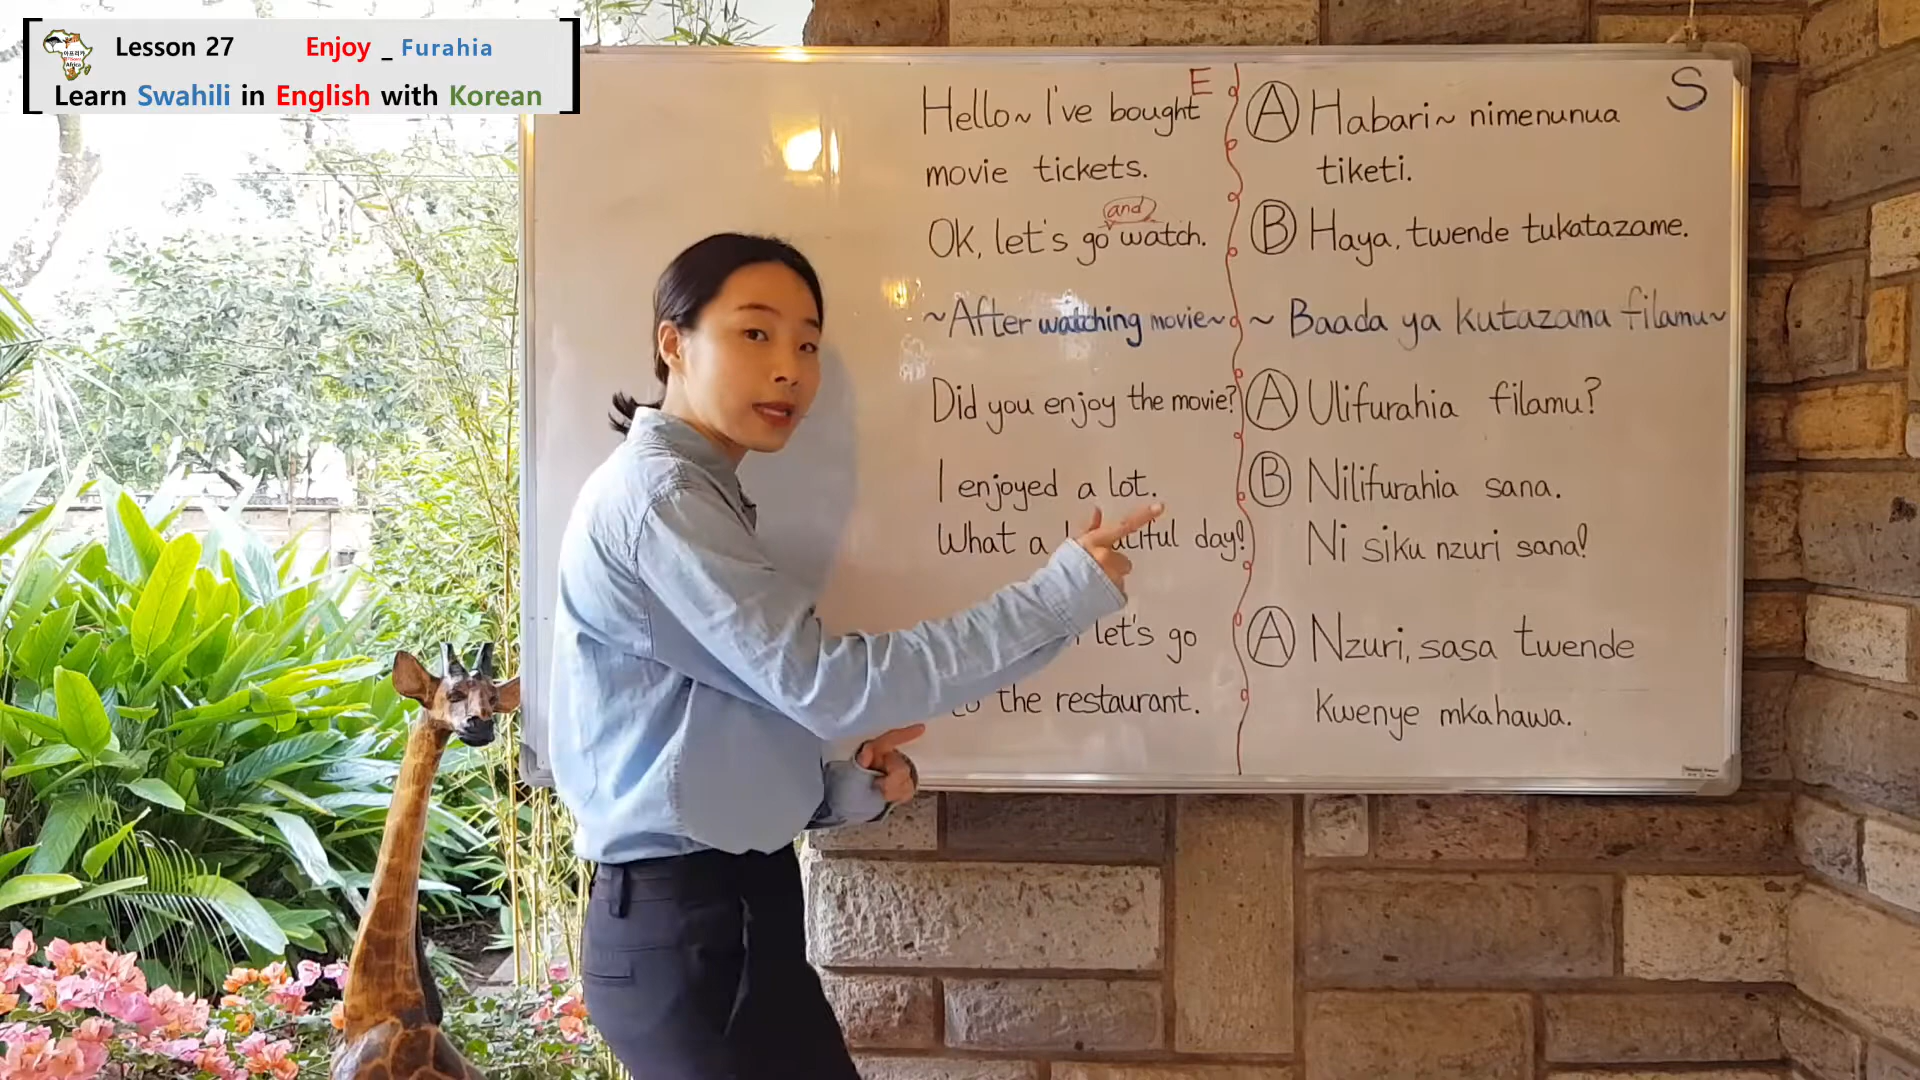 Lesson 27 Enjoy _ Furahia
Learn Swahili in English with Korean
E
S
Hello~ I've bought
movie tickets.
and
OK, let's go watch.
~After watching movie~
Did you enjoy the movie?
I enjoyed a lot.
What a day!
let's go
the restaurant.
A Habari~ nimenunua
tiketi.
B Haya, twende tukatazame.
~ Baada ya kutazama filamu~
A Ulifurahia filamu?
B Nilifurahia sana.
Ni siku nzuri sana!
A Nzuri, sasa twende
kwenye mkahawa.